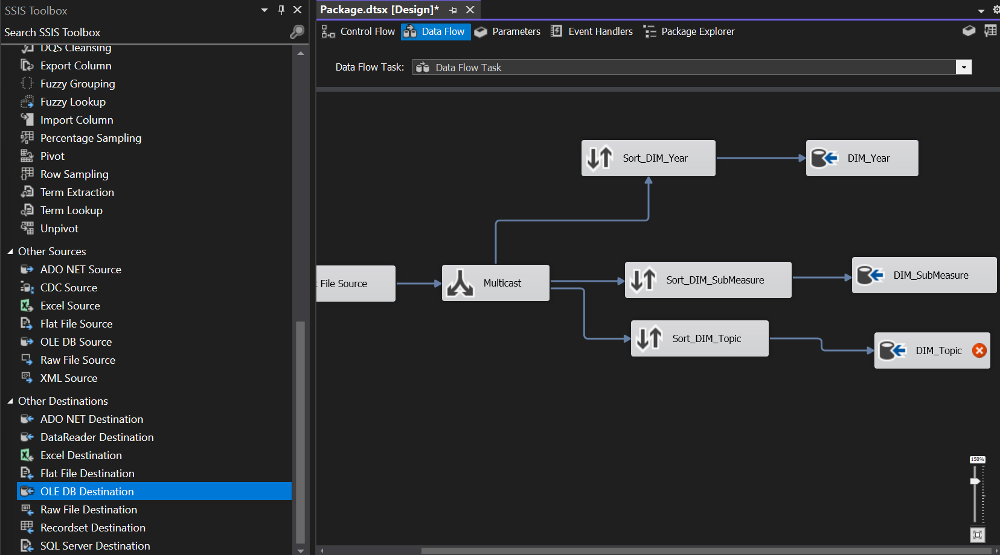 SSIS Toolbox
Search SSIS Toolbox
DQS Cleansing
Export Column
Fuzzy Grouping
Fuzzy Lookup
Import Column
Percentage Sampling
Pivot
Row Sampling
Term Extraction
Term Lookup
Unpivot
Other Sources
ADO NET Source
CDC Source
Excel Source
Flat File Source
OLE DB Source
Raw File Source
XML Source
Other Destinations
ADO NET Destination
DataReader Destination
Excel Destination
Flat File Destination
OLE DB Destination
Raw File Destination
Recordset Destination
SQL Server Destination
Package.dtsx [Design]*
Control Flow
Data Flow
Parameters
Event Handlers
Package Explorer
Data Flow Task:
Data Flow Task
Sort_DIM_Year
DIM_Year
t File Source
Multicast
Sort_DIM_SubMeasure
DIM_SubMeasure
Sort_DIM_Topic
DIM_Topic
150%